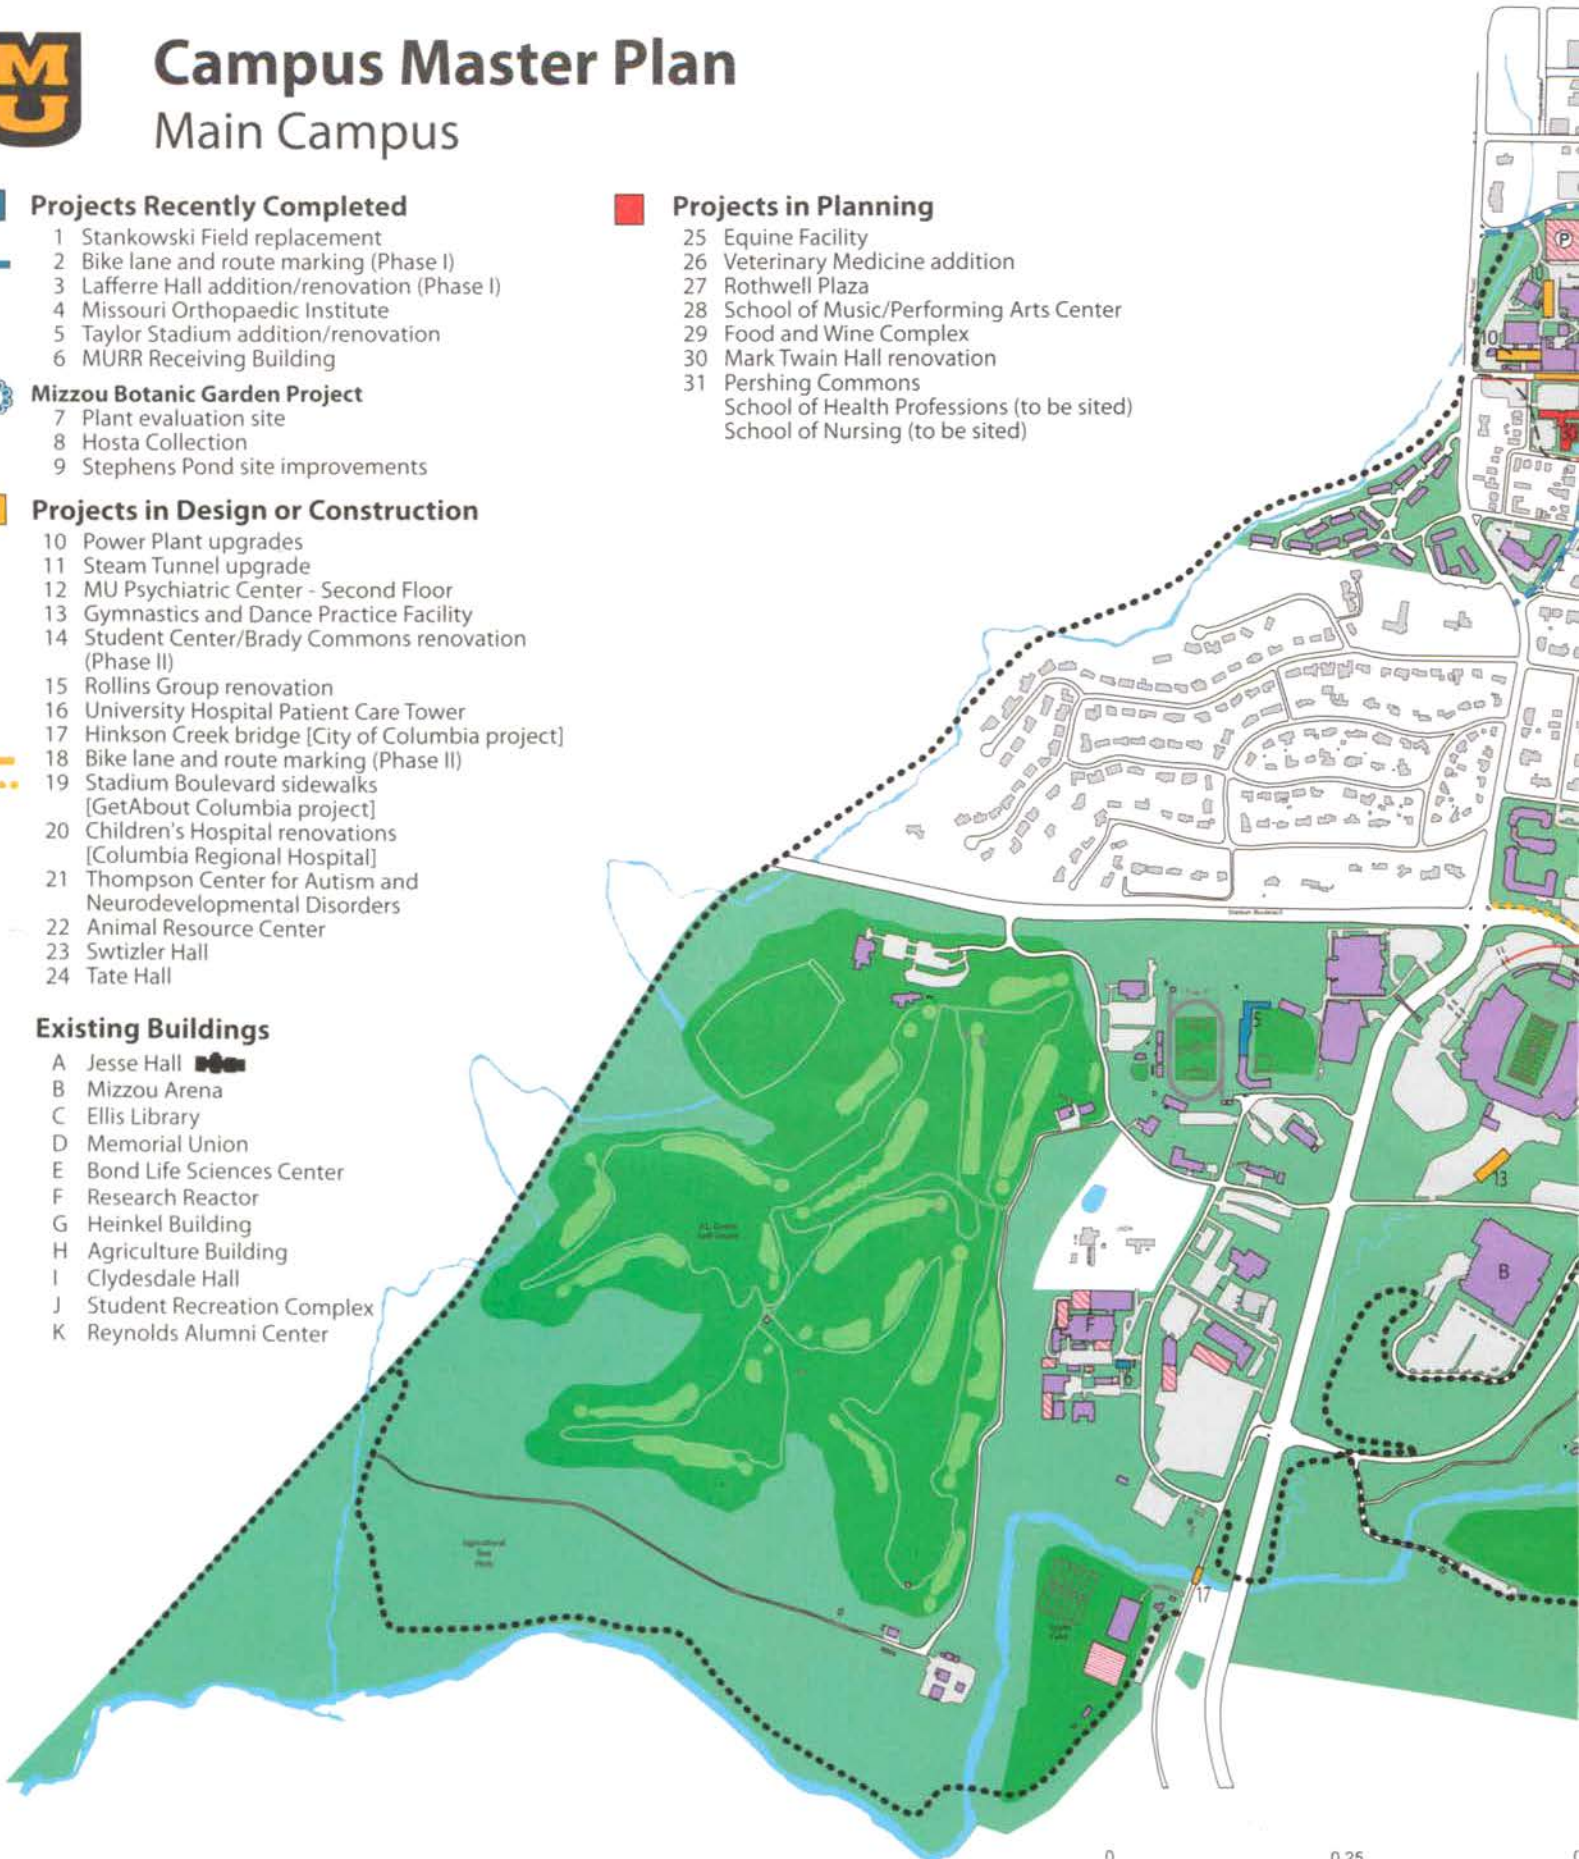 MU
Campus Master Plan
Main Campus
Projects Recently Completed
1 Stankowski Field replacement
2 Bike lane and route marking (Phase I)
3 Lafferre Hall addition/renovation (Phase I)
4 Missouri Orthopaedic Institute
5 Taylor Stadium addition/renovation
6 MURR Receiving Building
Mizzou Botanic Garden Project
7 Plant evaluation site
8 Hosta Collection
9 Stephens Pond site improvements
Projects in Design or Construction
10 Power Plant upgrades
11 Steam Tunnel upgrade
12 MU Psychiatric Center - Second Floor
13 Gymnastics and Dance Practice Facility
14 Student Center/Brady Commons renovation
(Phase II)
15 Rollins Group renovation
16 University Hospital Patient Care Tower
17 Hinkson Creek bridge [City of Columbia project]
18 Bike lane and route marking (Phase II)
19 Stadium Boulevard sidewalks
[GetAbout Columbia project]
20 Children's Hospital renovations
[Columbia Regional Hospital]
21 Thompson Center for Autism and
Neurodevelopmental Disorders
22 Animal Resource Center
23 Swtizler Hall
24 Tate Hall
Existing Buildings
A Jesse Hall
B Mizzou Arena
C Ellis Library
D Memorial Union
E Bond Life Sciences Center
F Research Reactor
G Heinkel Building
H Agriculture Building
I Clydesdale Hall
J Student Recreation Complex
K Reynolds Alumni Center
Projects in Planning
25 Equine Facility
26 Veterinary Medicine addition
27 Rothwell Plaza
28 School of Music/Performing Arts Center
29 Food and Wine Complex
30 Mark Twain Hall renovation
31 Pershing Commons
School of Health Professions (to be sited)
School of Nursing (to be sited)
P
10
10
Stadium Boulevard
5
13
B
F
6
17
0
0.25